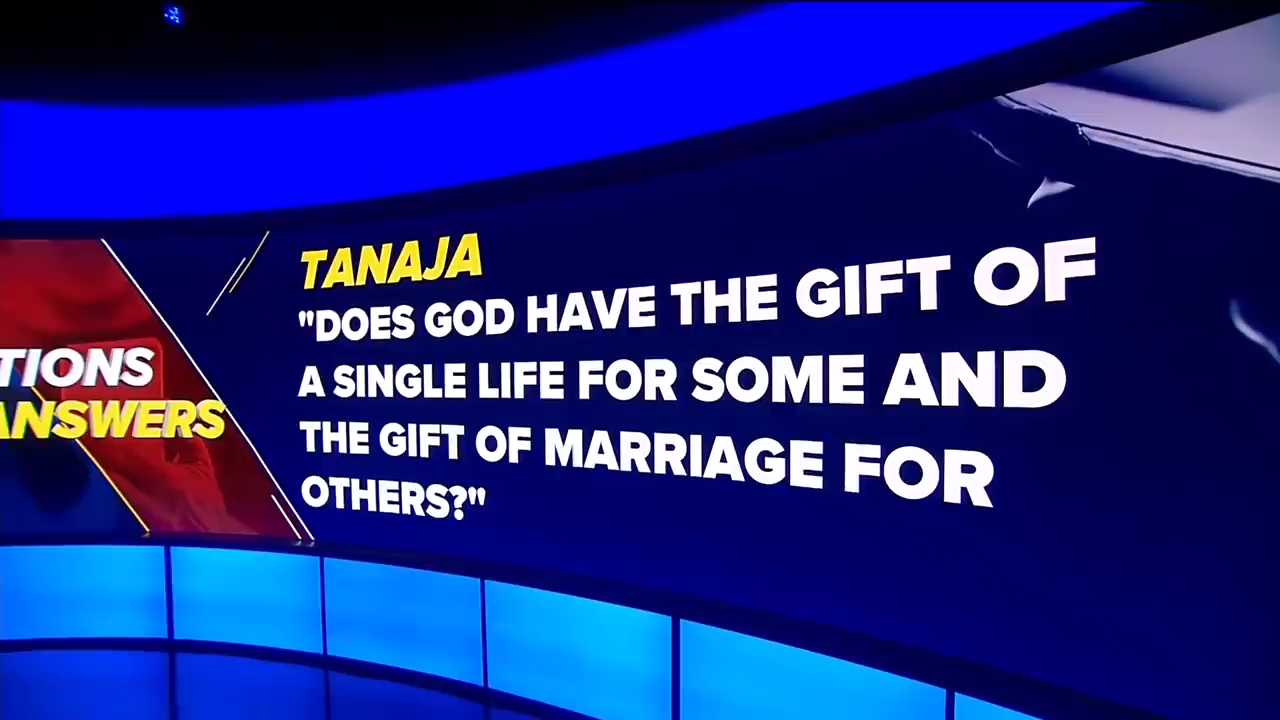 TIONS
ANSWERS
TANAJA
"DOES GOD HAVE THE GIFT OF
A SINGLE LIFE FOR SOME AND
THE GIFT OF MARRIAGE FOR
OTHERS?"